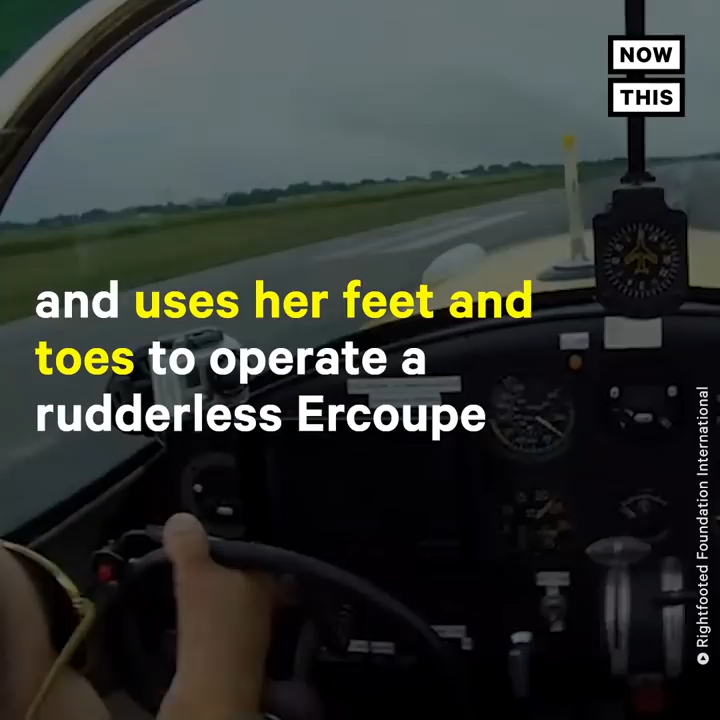 NOW
THIS
and uses her feet and
toes to operate a
rudderless Ercoupe
Rightfooted Foundation International